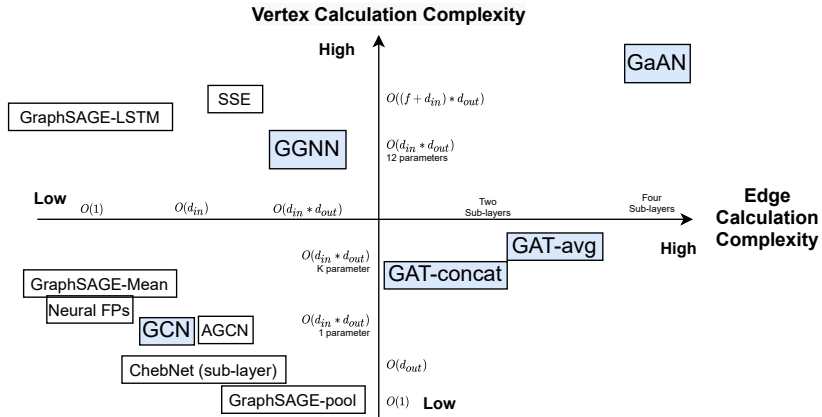 Vertex Calculation Complexity
High
GaAN
SSE
O((f + d_in) * d_out)
GraphSAGE-LSTM
GGNN
O(d_in * d_out)
12 parameters
Low
O(1)
O(d_in)
O(d_in * d_out)
Two
Sub-layers
Four
Sub-layers
Edge
Calculation
Complexity
High
GAT-avg
O(d_in * d_out)
K parameter
GAT-concat
GraphSAGE-Mean
Neural FPs
GCN
AGCN
O(d_in * d_out)
1 parameter
ChebNet (sub-layer)
O(d_out)
GraphSAGE-pool
O(1)
Low